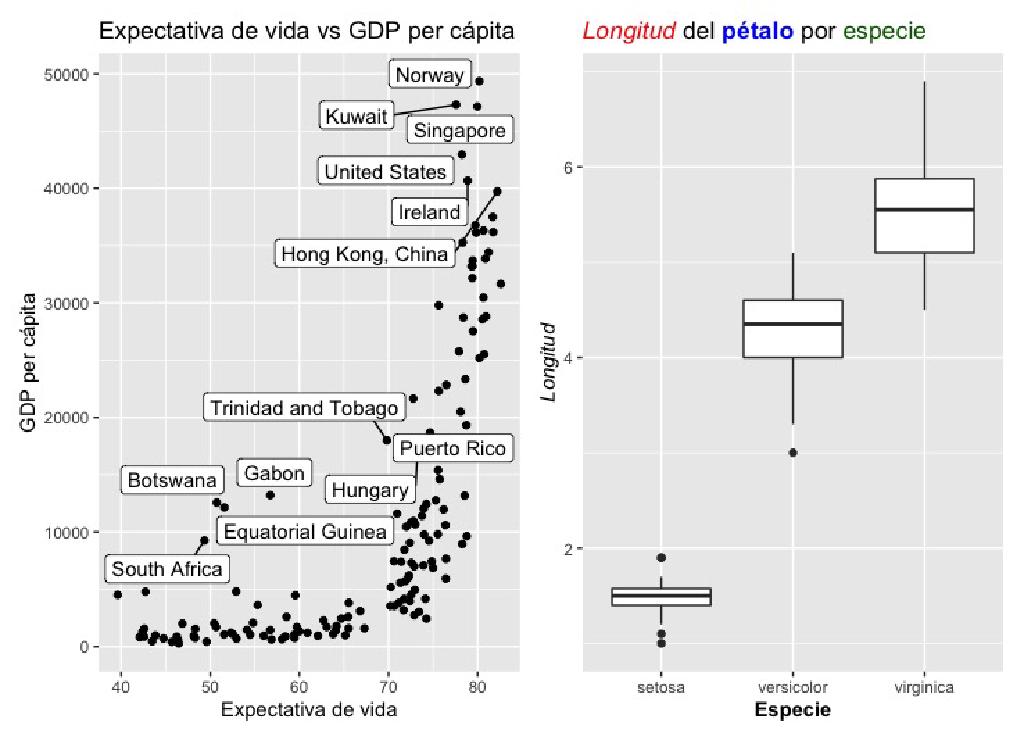 Expectativa de vida vs GDP per cápita
50000
40000
30000
20000
10000
0
GDP per cápita
Norway
Kuwait
Singapore
United States
Ireland
Hong Kong, China
Trinidad and Tobago
Puerto Rico
Botswana
Gabon
Hungary
Equatorial Guinea
South Africa
40 50 60 70 80
Expectativa de vida
Longitud del pétalo por especie
6
4
2
Longitud
setosa versicolor virginica
Especie